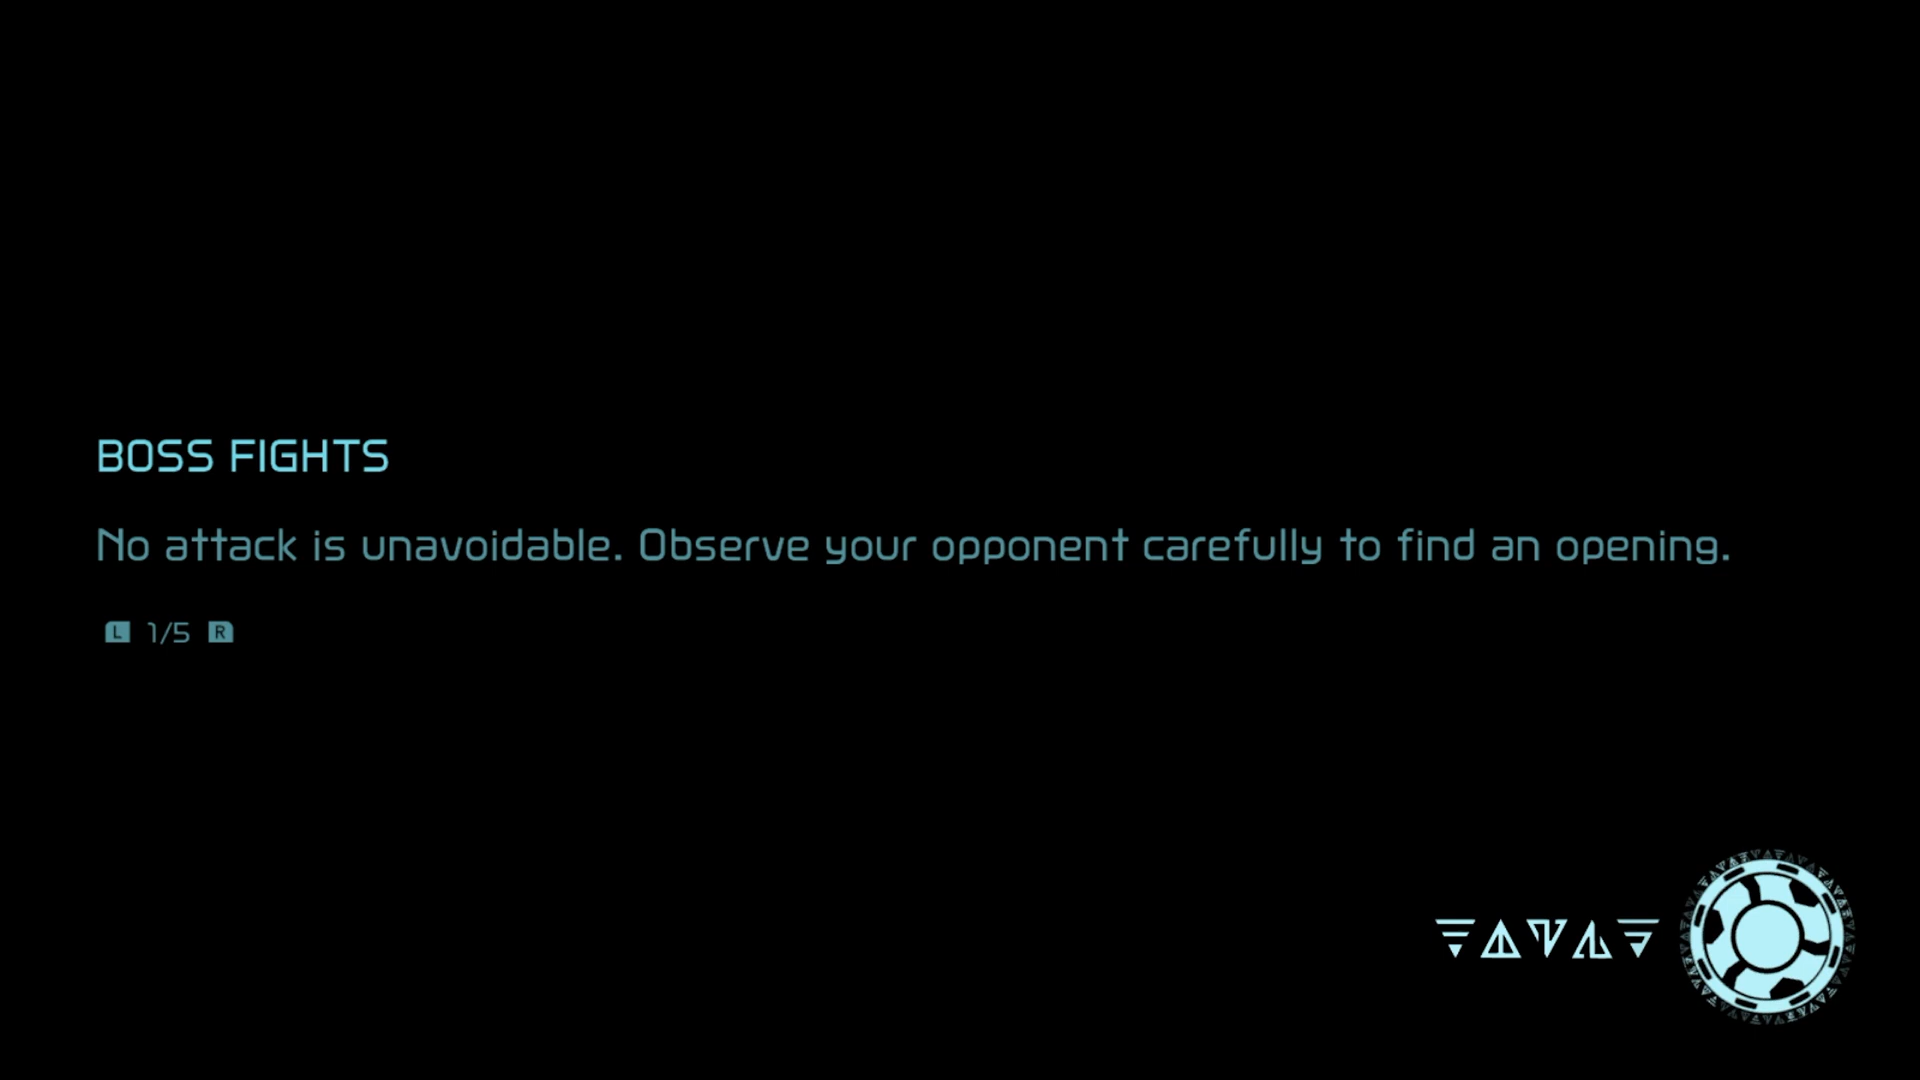 BOSS FIGHTS
No attack is unavoidable. Observe your opponent carefully to find an opening.
L 1/5 R